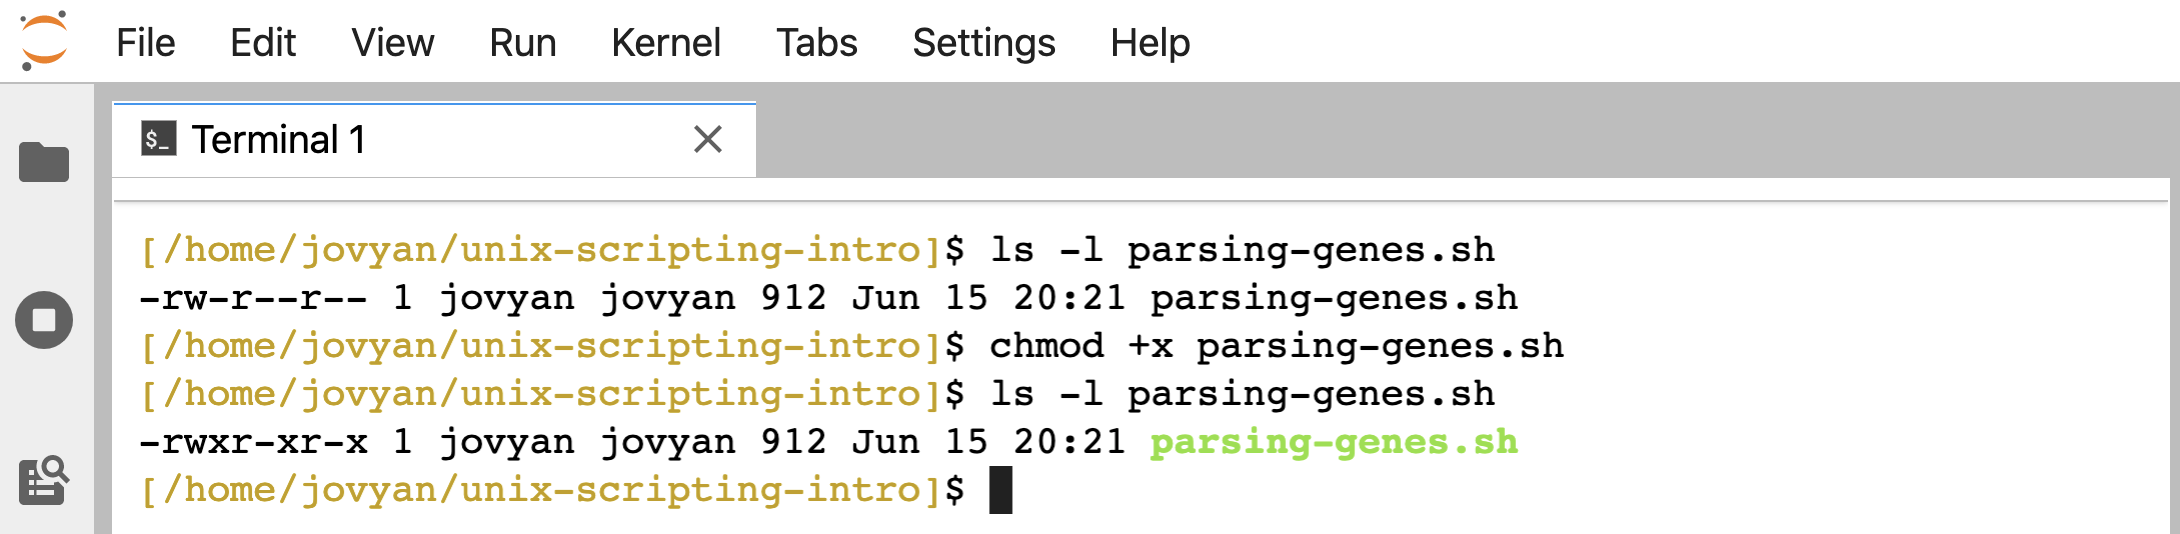 File Edit View Run Kernel Tabs Settings Help
$_ Terminal 1
[/home/jovyan/unix-scripting-intro]$ ls -l parsing-genes.sh
-rw-r--r-- 1 jovyan jovyan 912 Jun 15 20:21 parsing-genes.sh
[/home/jovyan/unix-scripting-intro]$ chmod +x parsing-genes.sh
[/home/jovyan/unix-scripting-intro]$ ls -l parsing-genes.sh
-rwxr-xr-x 1 jovyan jovyan 912 Jun 15 20:21 parsing-genes.sh
[/home/jovyan/unix-scripting-intro]$